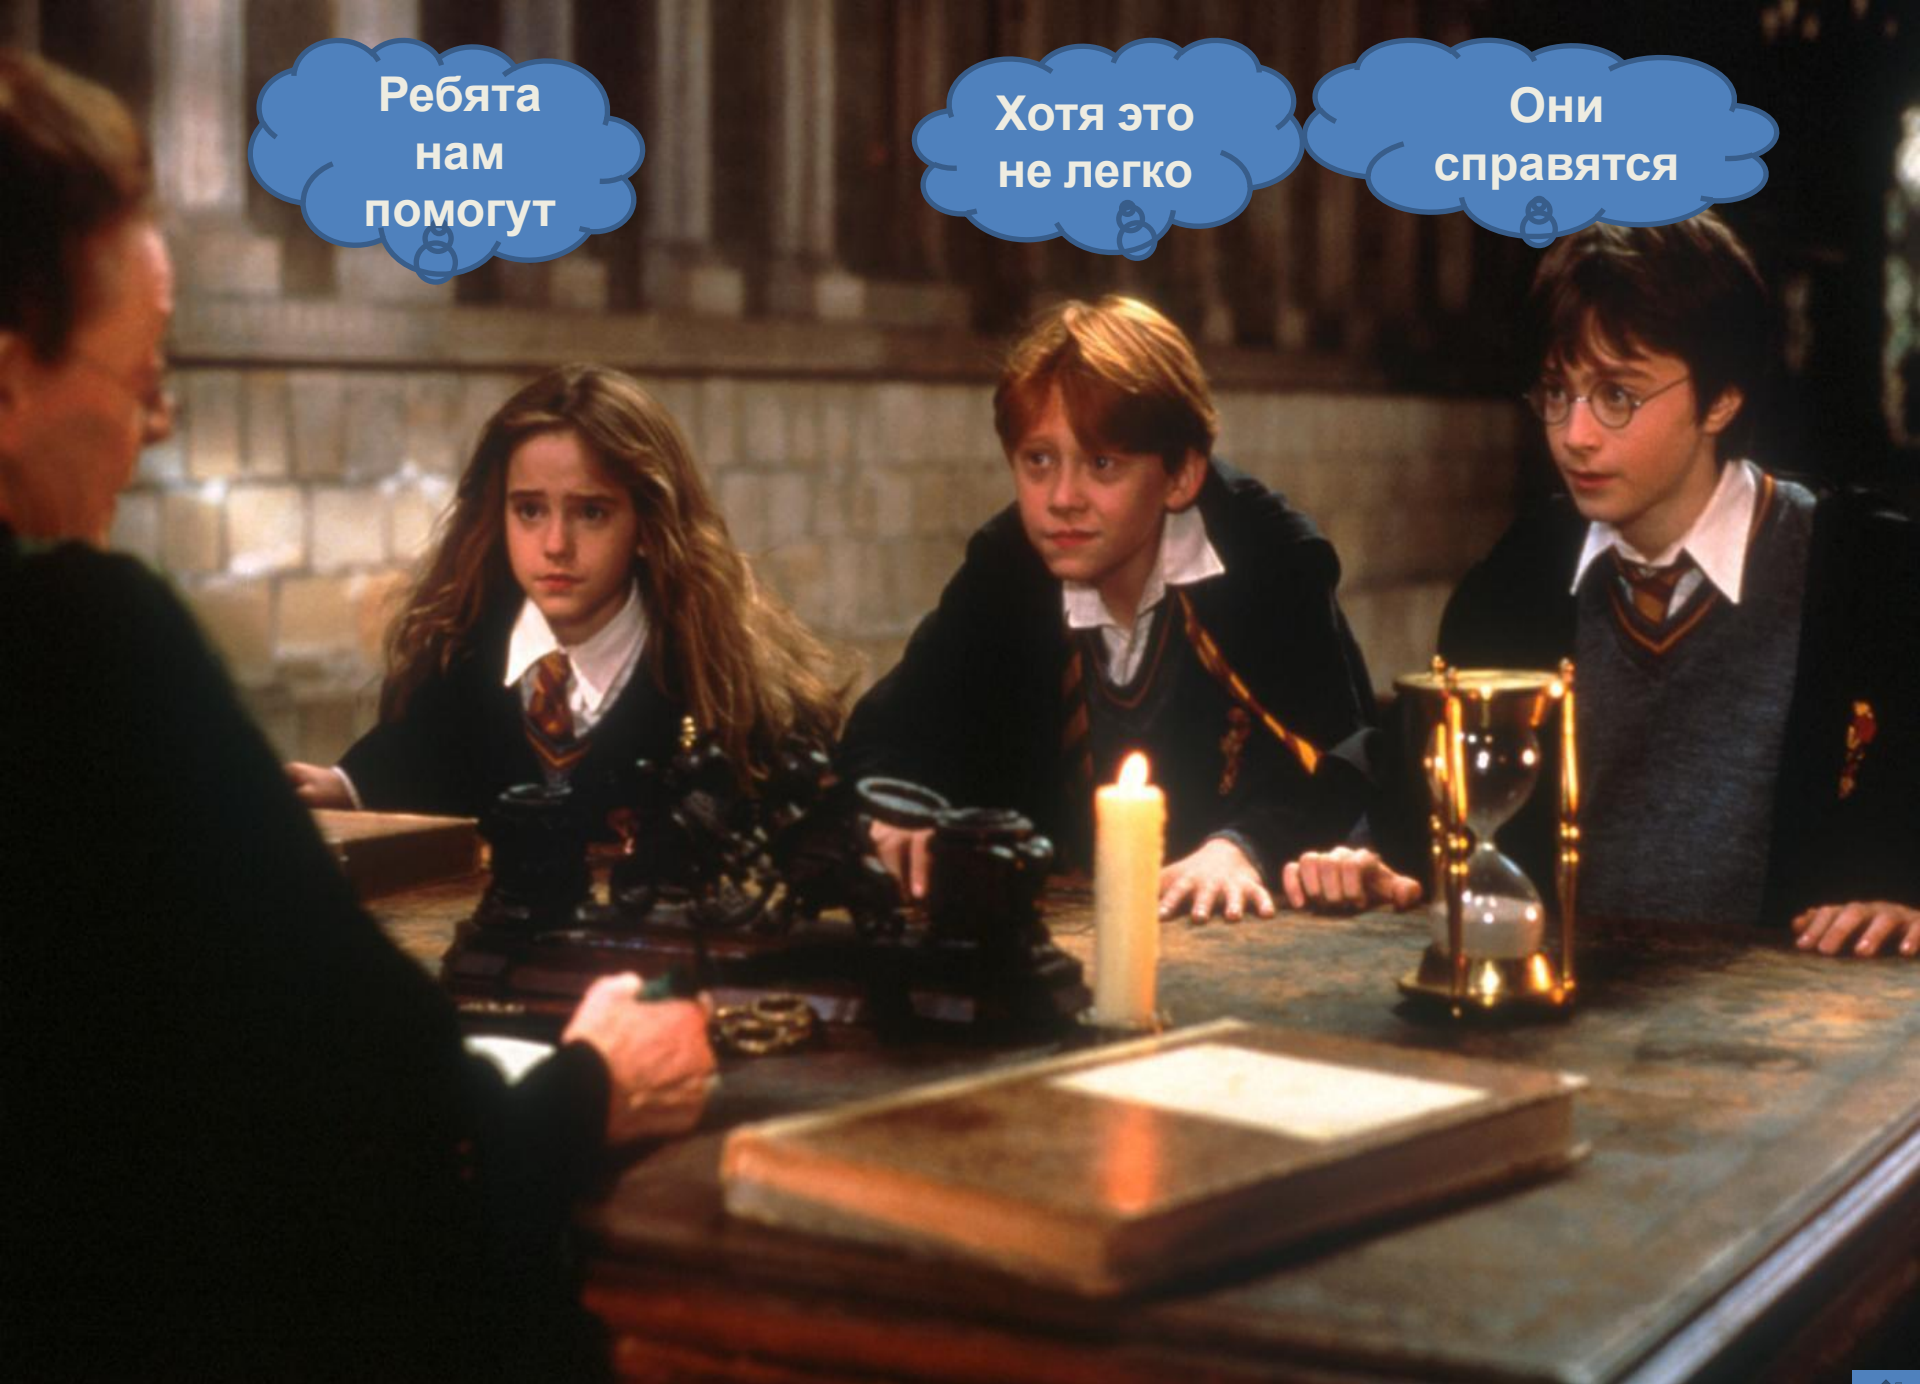 Ребята
нам
помогут
Хотя это
не легко
Они
справятся